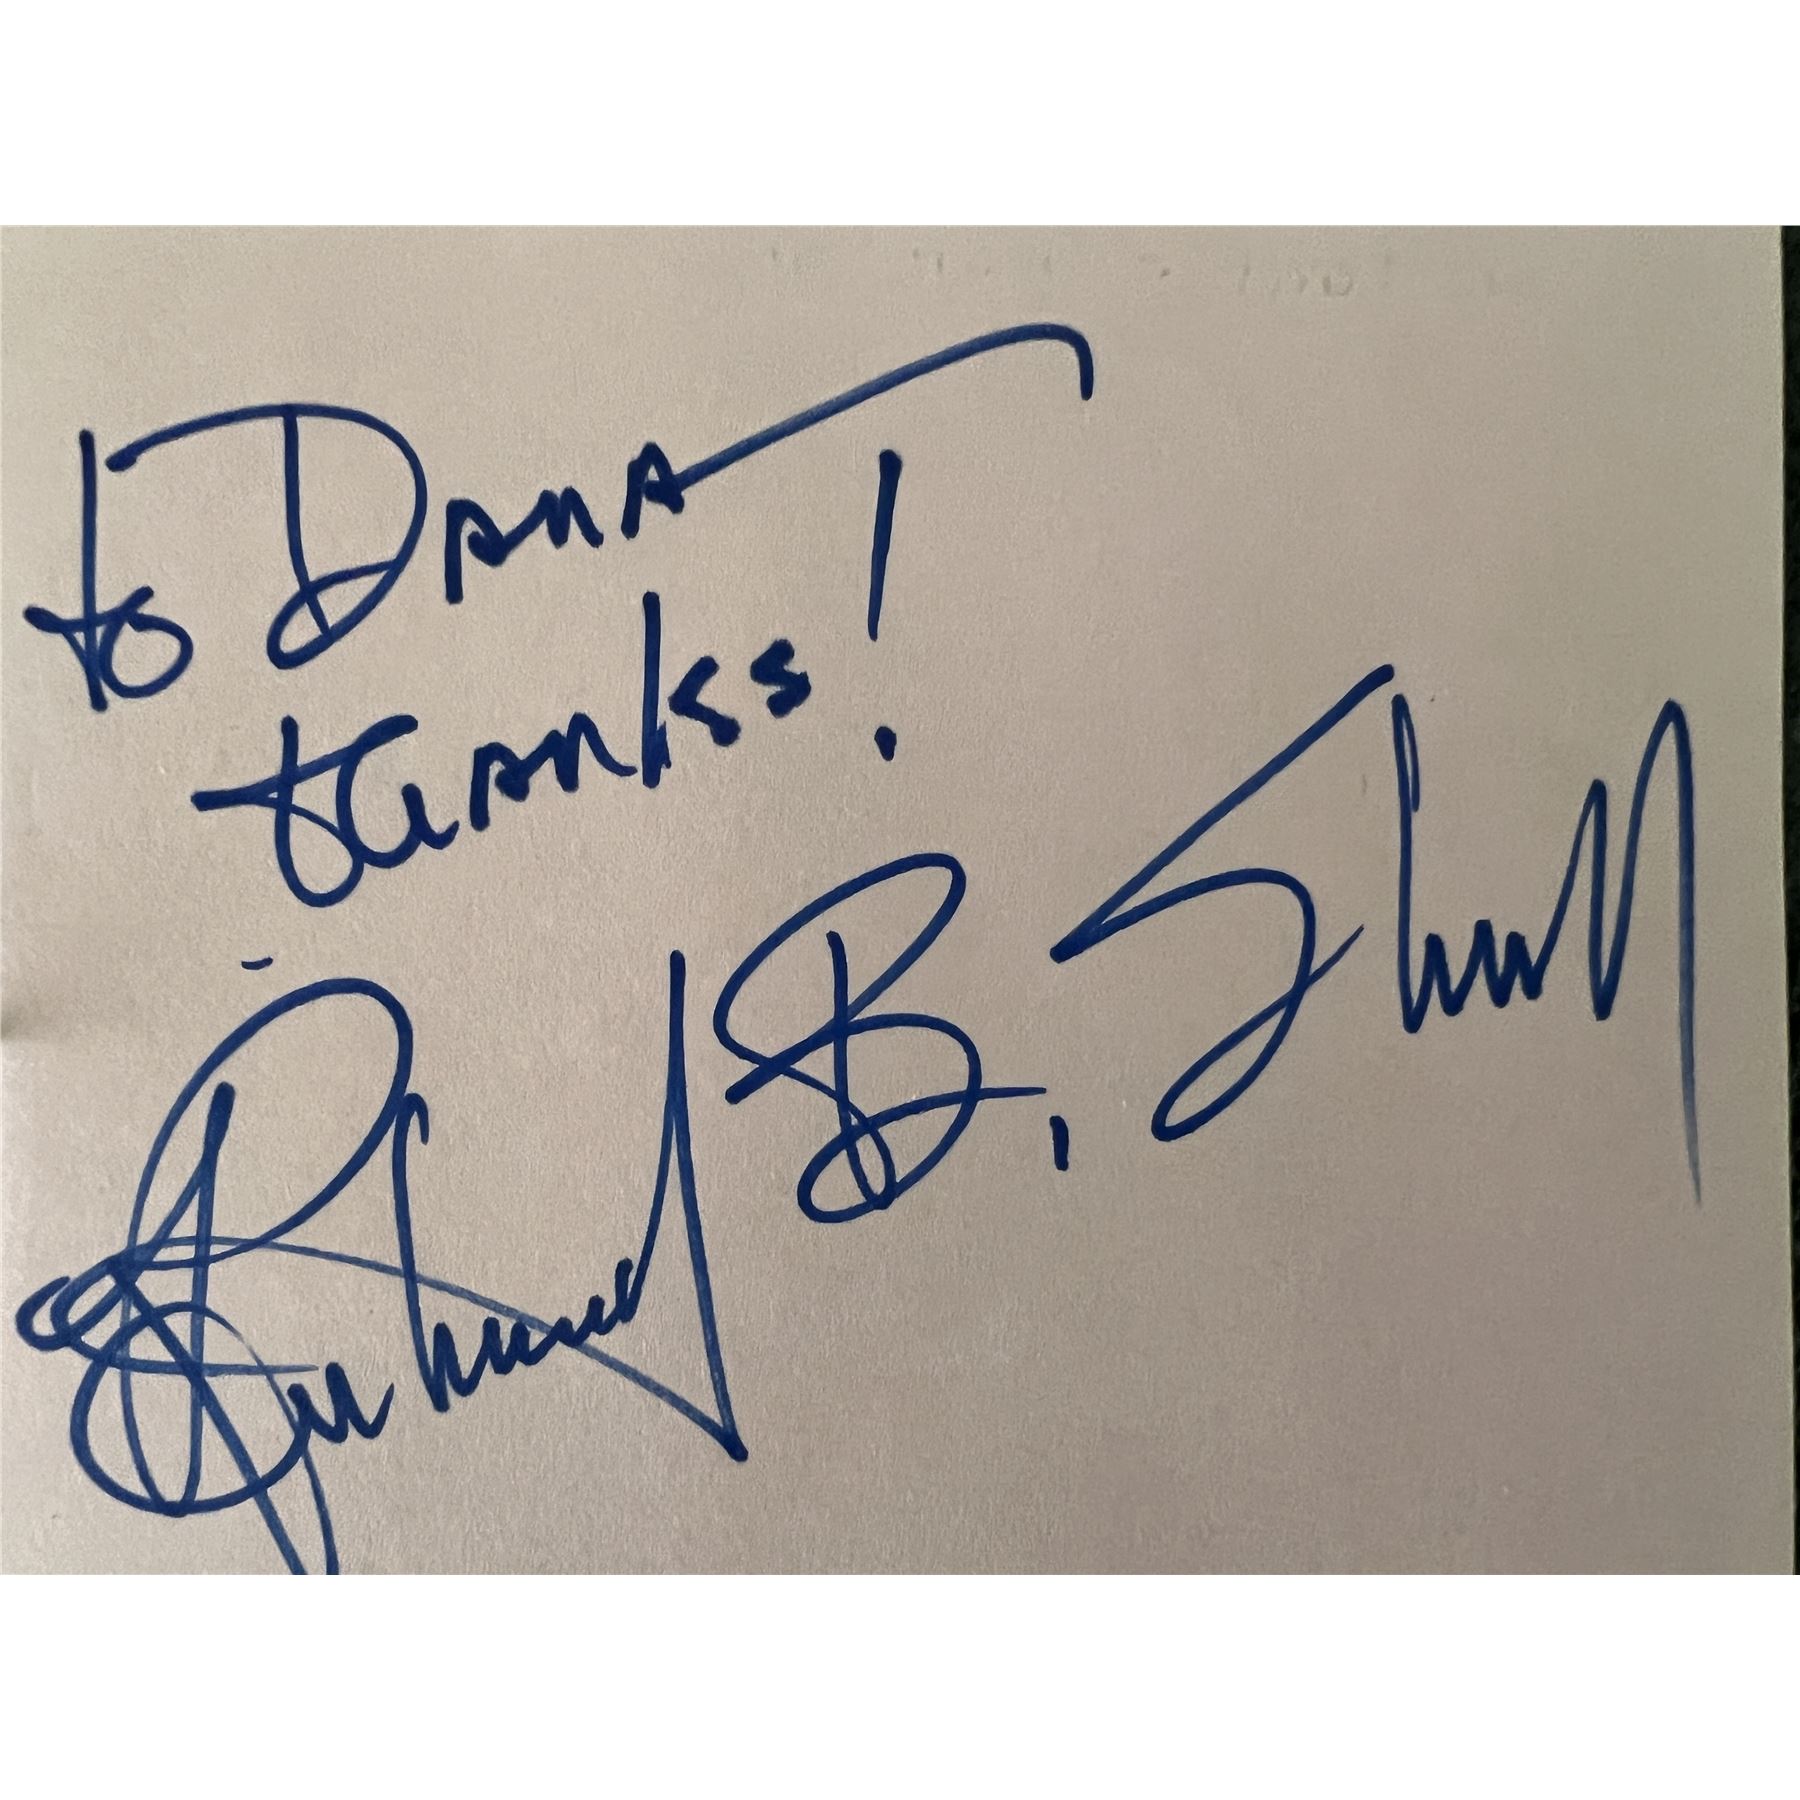 to Dana
thanks!
Richard B. Shull